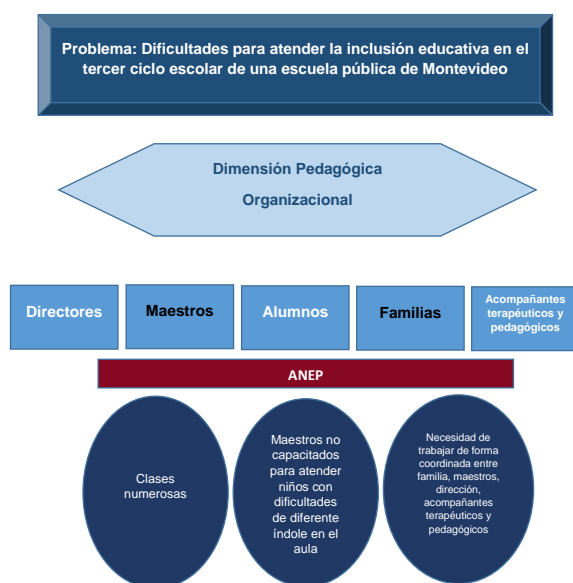 Problema: Dificultades para atender la inclusión educativa en el
tercer ciclo escolar de una escuela pública de Montevideo
Dimensión Pedagógica
Organizacional
Directores
Maestros
Alumnos
Familias
Acompañantes
terapéuticos y
pedagógicos
ANEP
Clases
numerosas
Maestros no
capacitados
para atender
niños con
dificultades
de diferente
índole en el
aula
Necesidad de
trabajar de forma
coordinada entre
familia, maestros,
dirección,
acompañantes
terapéuticos y
pedagógicos